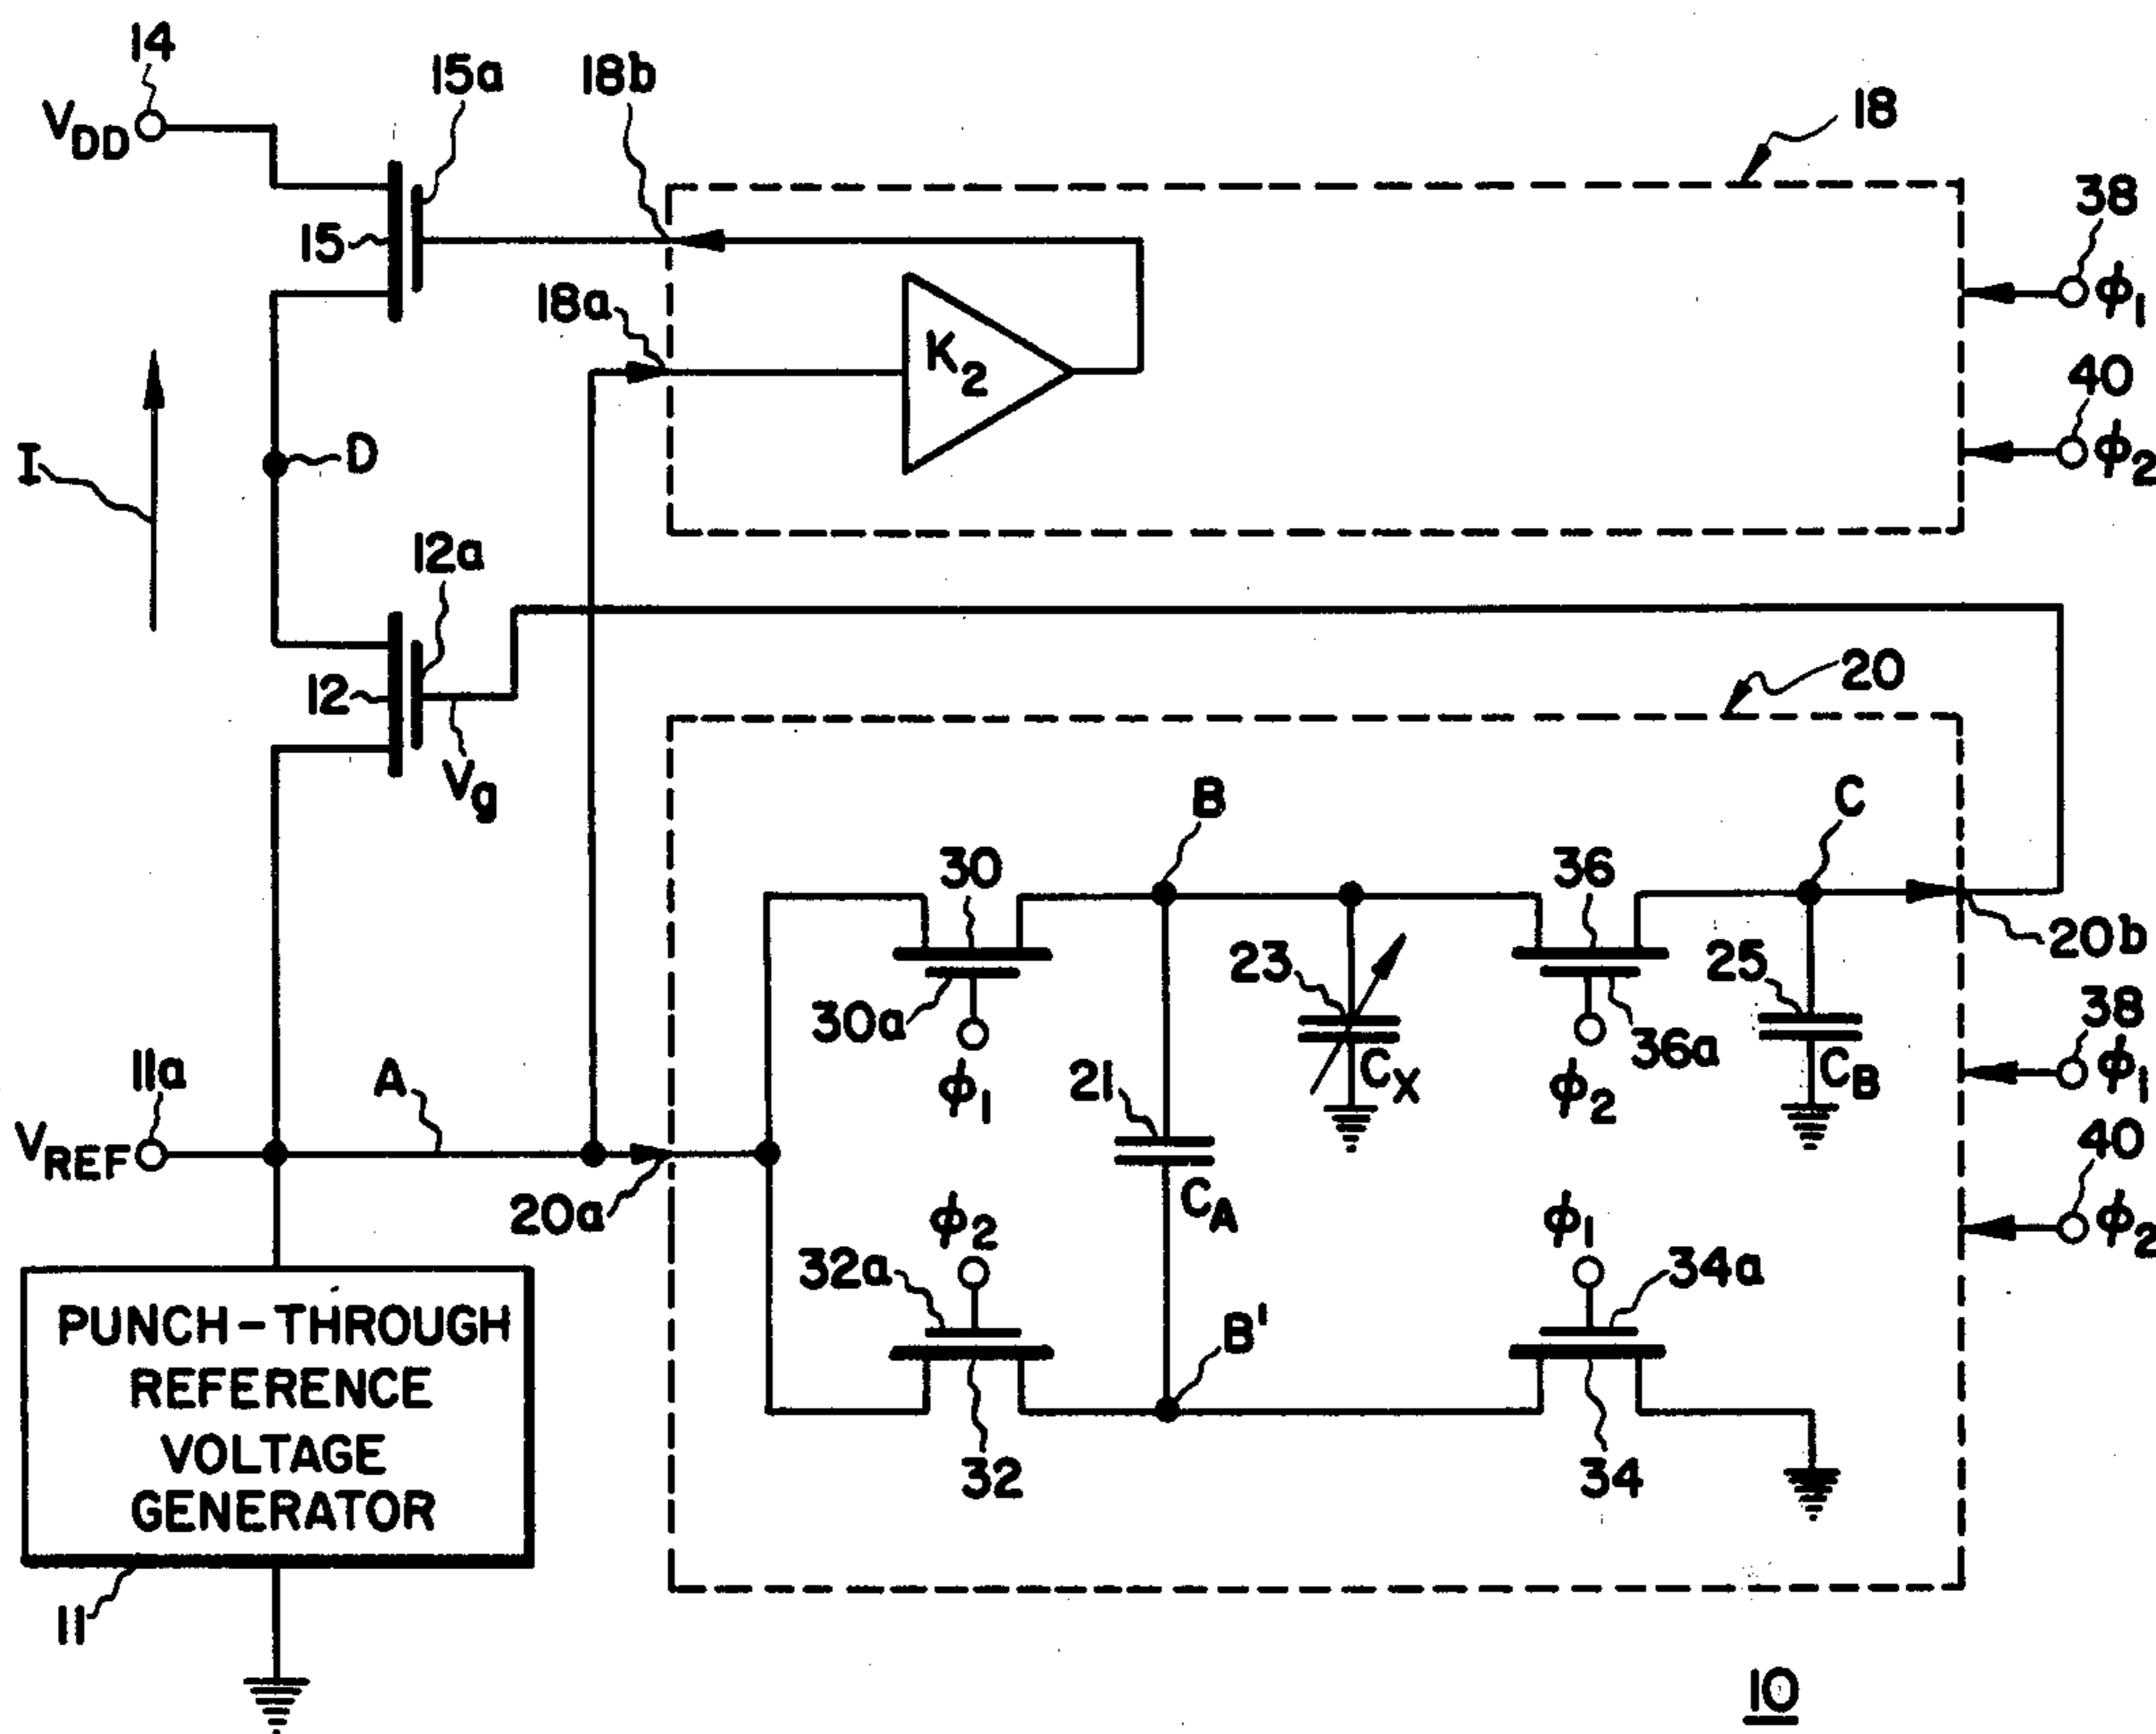 14
15a
18b
18
VDD
38
15
ϕ1
18a
K2
40
I
D
ϕ2
12a
20
12
Vg
B
C
30
36
23
25
20b
30a
36a
38
11a
A
ϕ1
21
CX
ϕ2
CB
ϕ1
VREF
40
20a
CA
ϕ2
ϕ1
ϕ2
32a
34a
PUNCH-THROUGH
REFERENCE
VOLTAGE
GENERATOR
B'
32
34
11
10